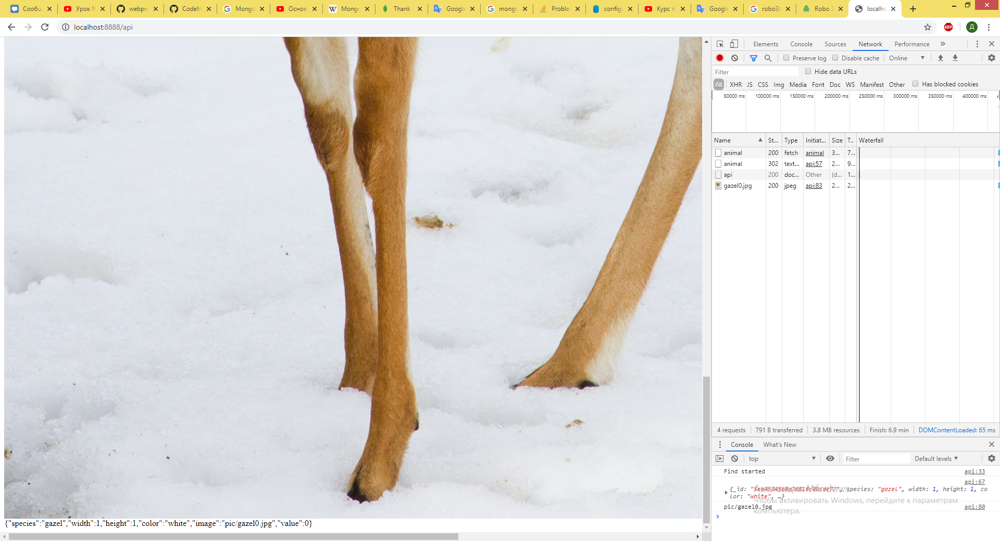 Сообщ Урок N webpro CodeM Mongo Основ Mongo Thank Google mongo Probler config Курс п Google robo3t Robo 3 localho
localhost:8888/api
Elements Console Sources Network Performance
Preserve log Disable cache Online
Filter Hide data URLs
All XHR JS CSS Img Media Font Doc WS Manifest Other Has blocked cookies
50000 ms 100000 ms 150000 ms 200000 ms 250000 ms 300000 ms 350000 ms 400000 ms
Name St... Type Initiat... Size T.. Waterfall
animal 200 fetch animal 3... 7...
animal 302 text... api:57 2... 9...
api 200 doc... Other (d... 1...
gazel0.jpg 200 jpeg api:83 2... 2...
4 requests 791 B transferred 3.8 MB resources Finish: 6.9 min DOMContentLoaded: 65 ms
Console What's New
top Filter Default levels
Find started api:33
api:67
{_id: species: "gazel", width: 1, height: 1, co
lor: "white", …}
Windows
Чтобы активировать Windows, перейдите к параметрам
компьютера.
pic/gazel0.jpg api:80
{"species":"gazel","width":1,"height":1,"color":"white","image":"pic/gazel0.jpg","value":0}